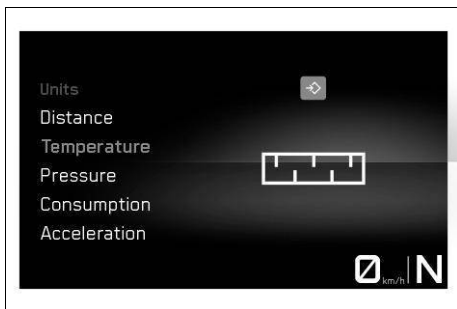 Units
Distance
Temperature
Pressure
Consumption
Acceleration
0 km/h N